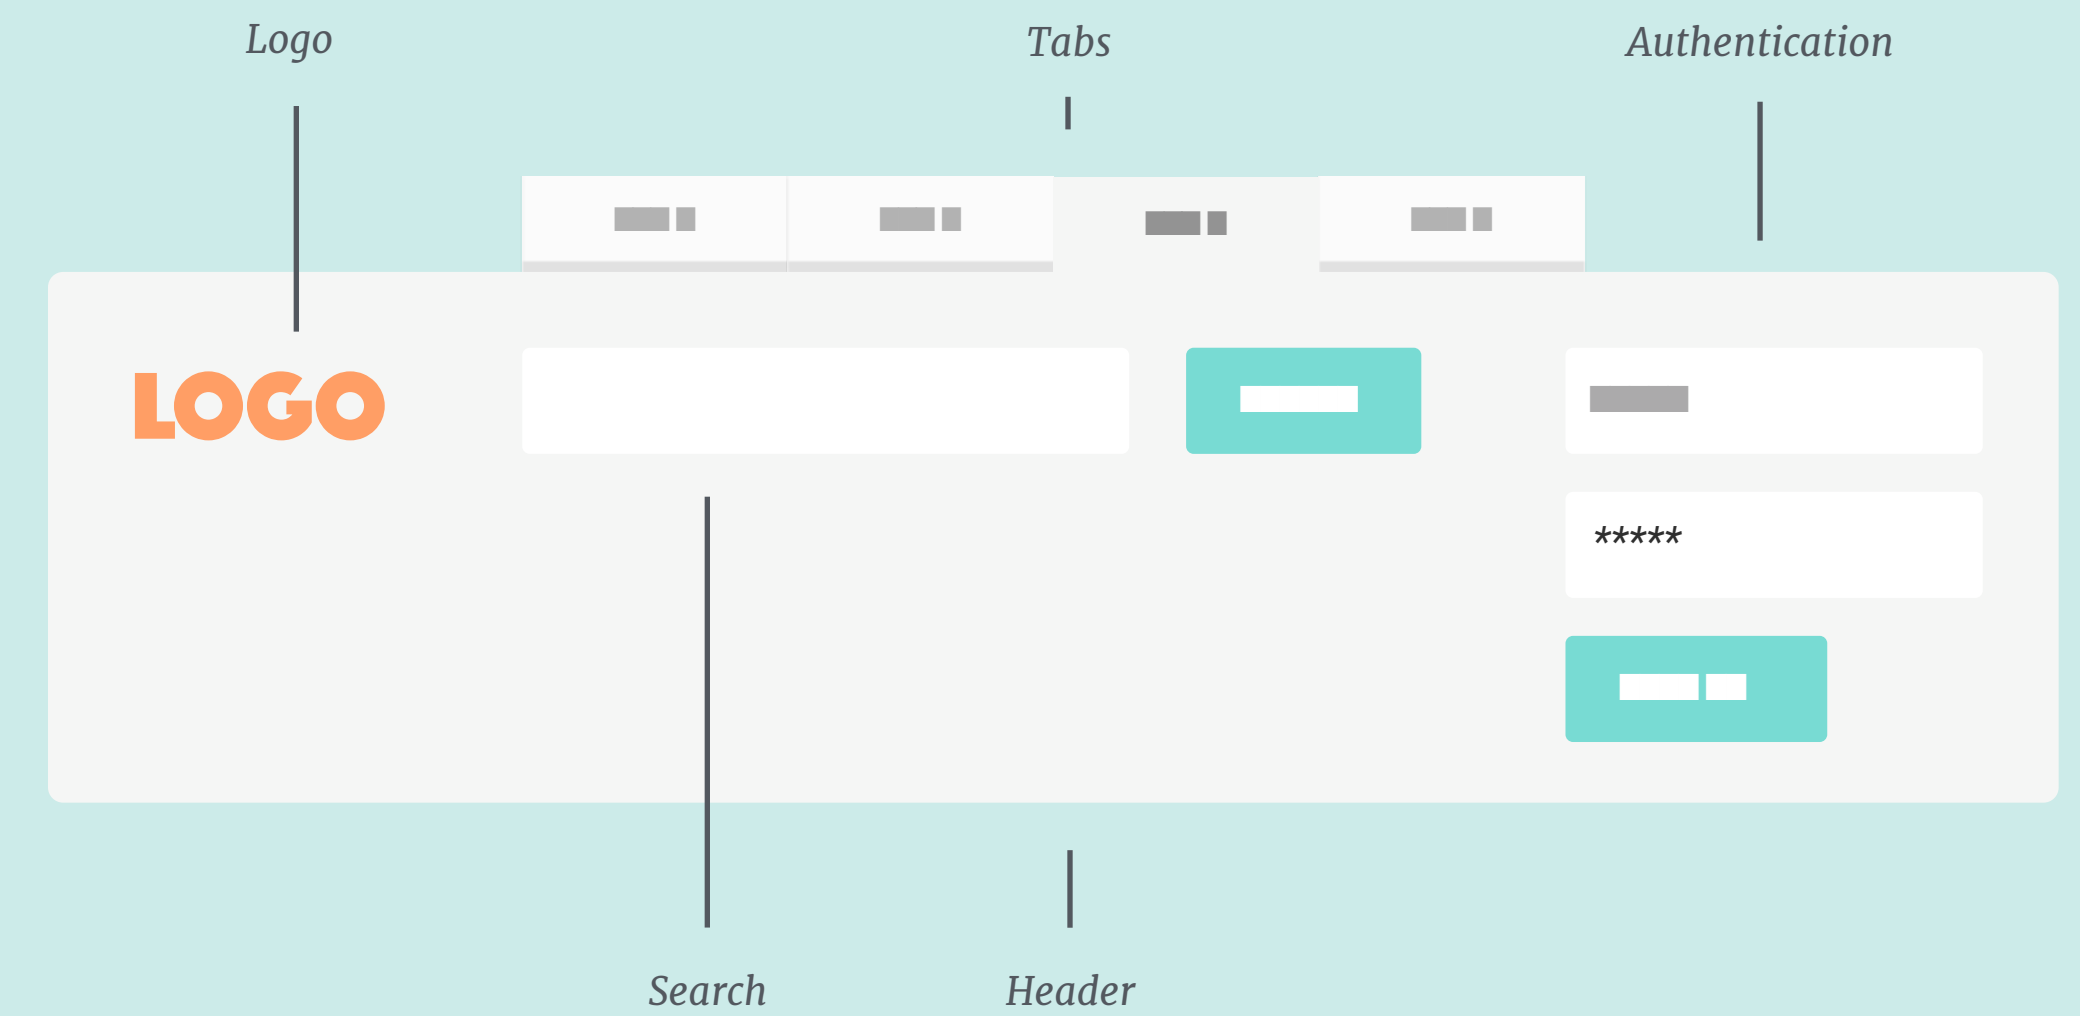 Logo
Tabs
Authentication
LOGO
*****
Search
Header